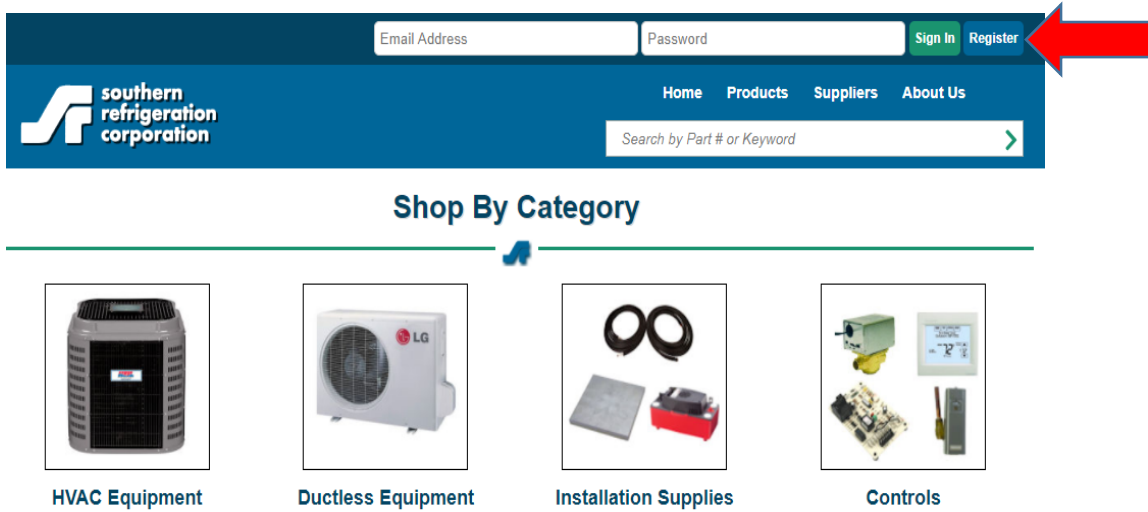 Email Address Password Sign In Register
southern
refrigeration
corporation
Home Products Suppliers About Us
Search by Part # or Keyword
Shop By Category
LG
72
HVAC Equipment Ductless Equipment Installation Supplies Controls